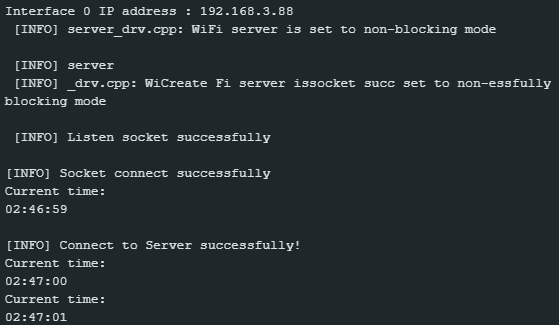 Interface 0 IP address : 192.168.3.88
[INFO] server_drv.cpp: WiFi server is set to non-blocking mode
[INFO] server
[INFO] _drv.cpp: WiCreate Fi server issocket succ set to non-essfully
blocking mode
[INFO] Listen socket successfully
[INFO] Socket connect successfully
Current time:
02:46:59
[INFO] Connect to Server successfully!
Current time:
02:47:00
Current time:
02:47:01